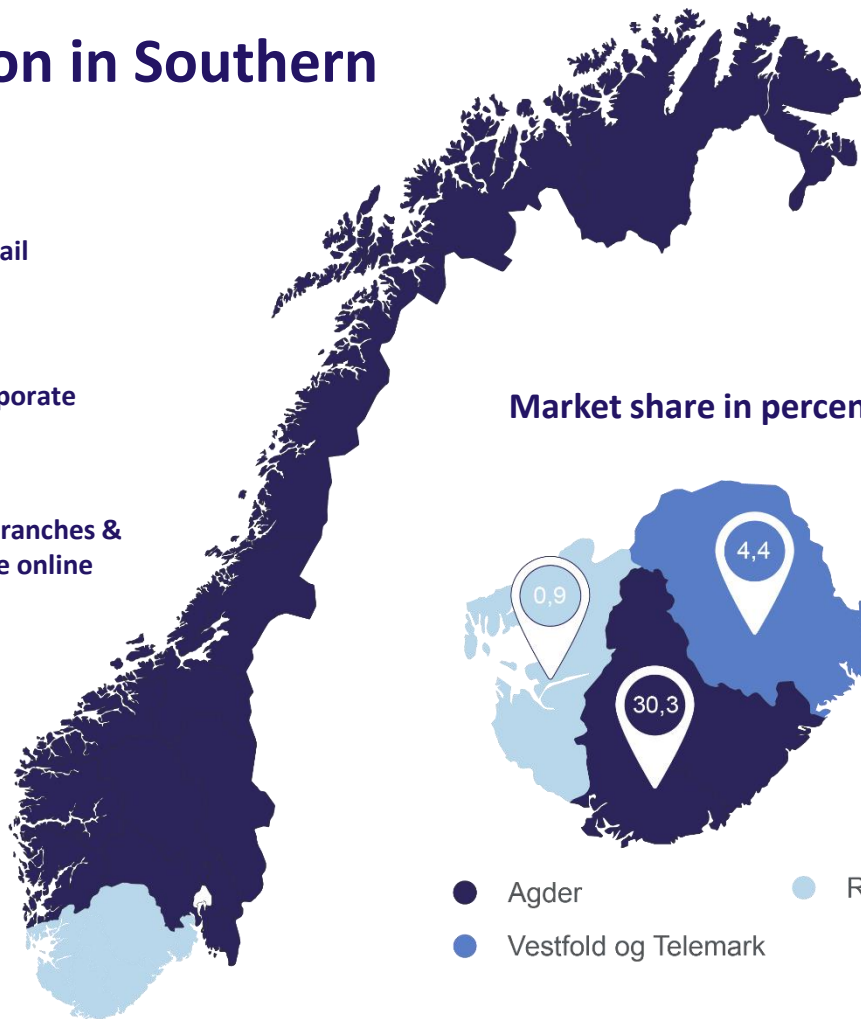 on in Southern
ail
porate
ranches &
e online
Market share in percen
0,9
4,4
30,3
Agder
R
Vestfold og Telemark